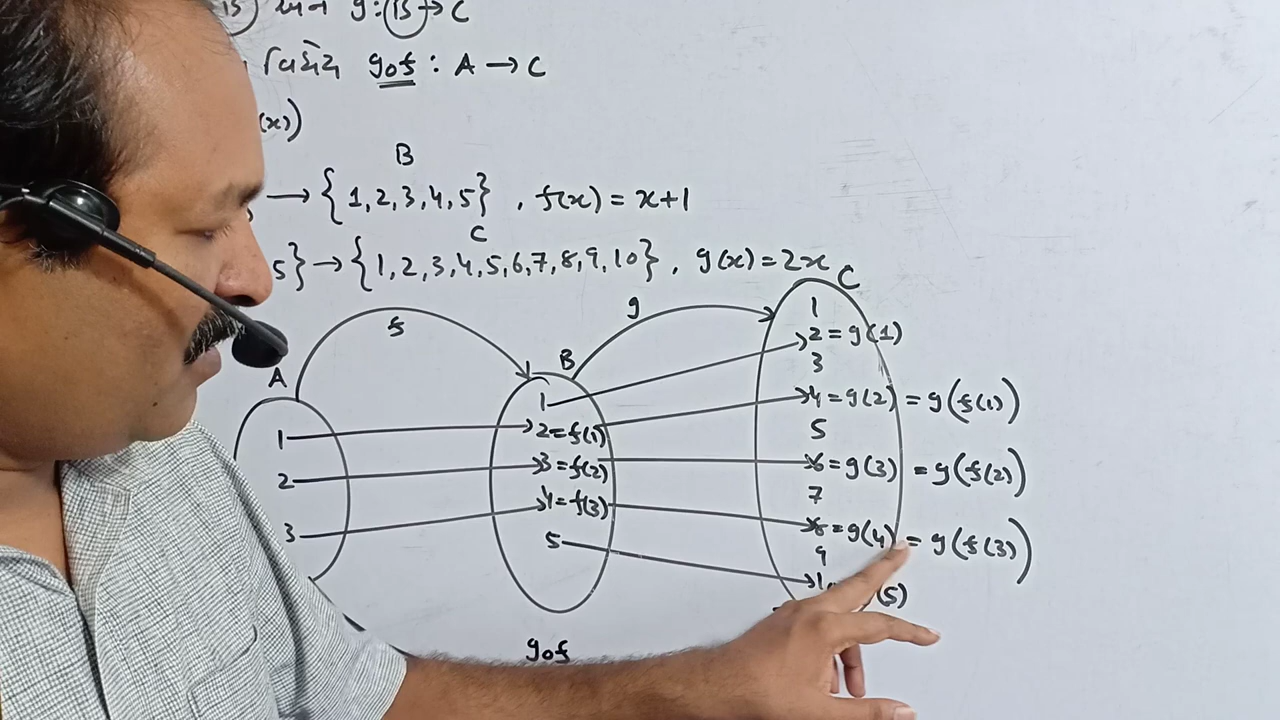 B અને g : B → C
વિધેય gof : A → C
(x))
B
→ {1, 2, 3, 4, 5} , f(x) = x+1
C
5} → {1, 2, 3, 4, 5, 6, 7, 8, 9, 10} , g(x) = 2x
f g C
A B
1
2 = g(1)
3
1
4 = g(2) = g(f(1))
1 2 = f(1) 5
2 3 = f(2) 6 = g(3) = g(f(2))
7
3 4 = f(3) 8 = g(4) = g(f(3))
5 9
(5)
gof